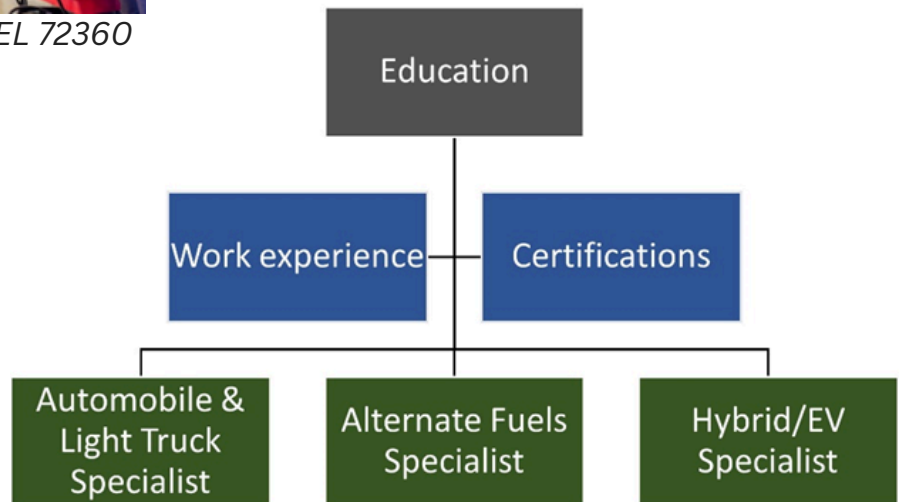 EL 72360
Education
Work experience
Certifications
Automobile &
Light Truck
Specialist
Alternate Fuels
Specialist
Hybrid/EV
Specialist